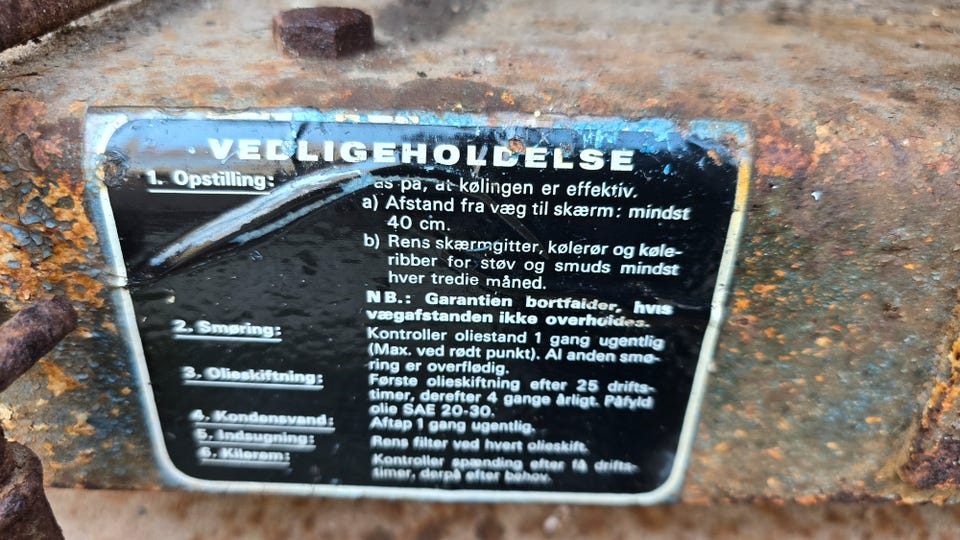 VEDLIGEHOLDELSE
1. Opstilling: as på, at kølingen er effektiv.
a) Afstand fra væg til skærm: mindst
40 cm.
b) Rens skærmgitter, kølerør og køle-
ribber for støv og smuds mindst
hver tredie måned.
NB.: Garantien bortfalder, hvis
vægafstanden ikke overholdes.
2. Smøring: Kontroller oliestand 1 gang ugentlig
(Max. ved rødt punkt). Al anden smø-
ring er overflødig.
3. Olieskiftning: Første olieskiftning efter 25 drifts-
timer, derefter 4 gange årligt. Påfyld
olie SAE 20-30.
4. Kondensvand: Aftap 1 gang ugentlig.
5. Indsugning: Rens filter ved hvert olieskift.
6. Kilerem: Kontroller spænding efter få drifts-
timer, derpå efter behov.